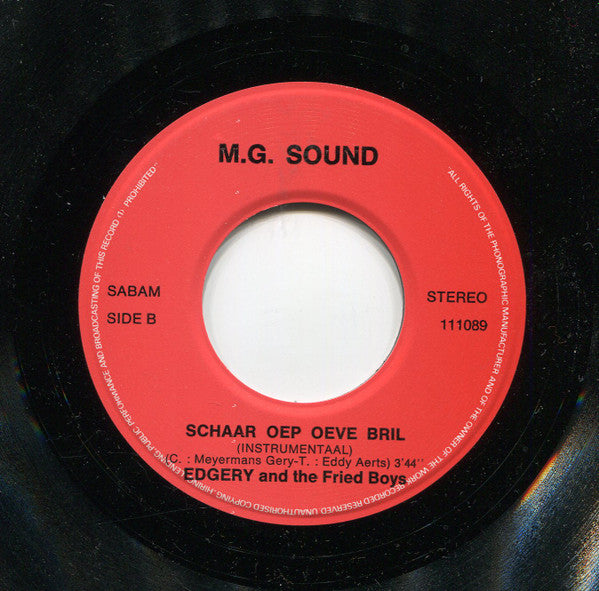 M.G. SOUND
SABAM
SIDE B
STEREO
111089
SCHAAR OEP OEVE BRIL
(INSTRUMENTAAL)
(C. : Meyermans Gery-T. : Eddy Aerts) 3'44''
EDGERY and the Fried Boys
"ALL RIGHTS OF THE PHONOGRAPHIC MANUFACTURER AND OF THE OWNER OF THE WORK RECORDED RESERVED UNAUTHORISED COPYING, HIRING, LENDING, PUBLIC PERFORMANCE AND BROADCASTING OF THIS RECORD (1) PROHIBITED"